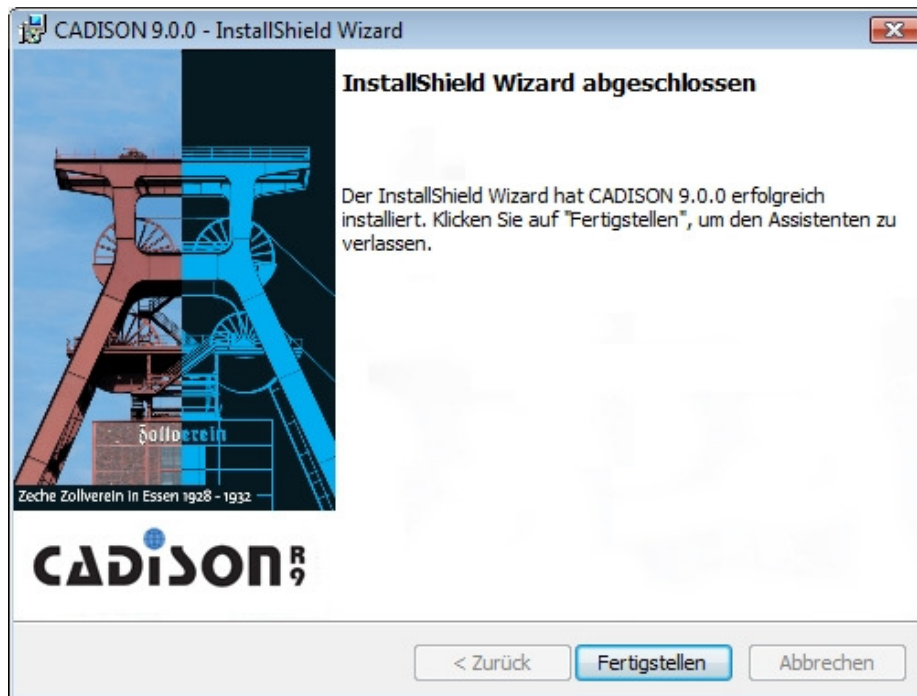 CADISON 9.0.0 - InstallShield Wizard
InstallShield Wizard abgeschlossen
Der InstallShield Wizard hat CADISON 9.0.0 erfolgreich
installiert. Klicken Sie auf "Fertigstellen", um den Assistenten zu
verlassen.
Zollverein
Zeche Zollverein in Essen 1928 - 1932
CADISON R9
< Zurück Fertigstellen Abbrechen